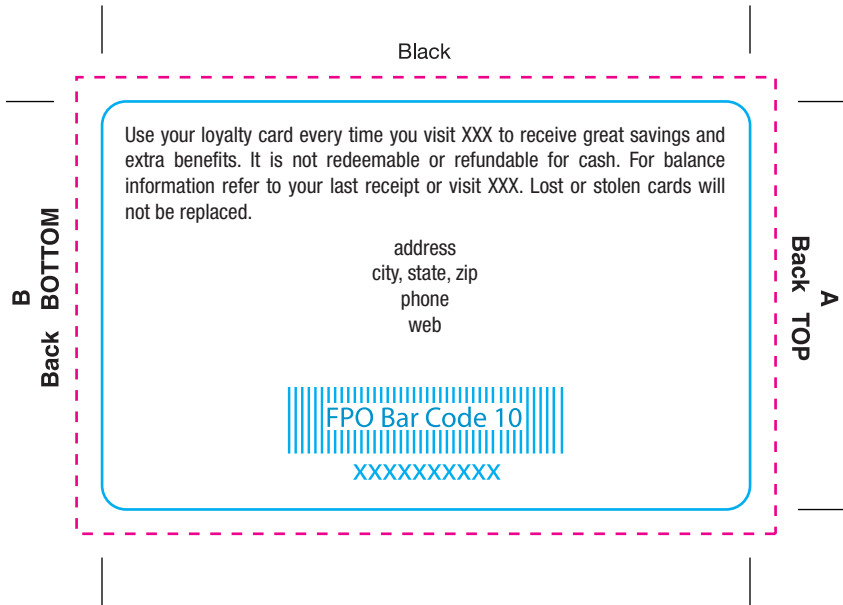 Black
Use your loyalty card every time you visit XXX to receive great savings and
extra benefits. It is not redeemable or refundable for cash. For balance
information refer to your last receipt or visit XXX. Lost or stolen cards will
not be replaced.
address
city, state, zip
phone
web
FPO Bar Code 10
XXXXXXXXXX
B
Back BOTTOM
A
Back TOP